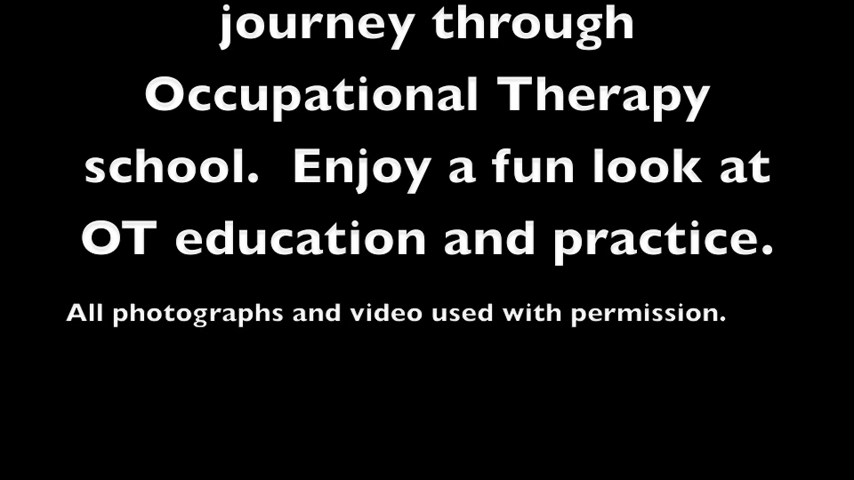 journey through
Occupational Therapy
school.  Enjoy a fun look at
OT education and practice.
All photographs and video used with permission.